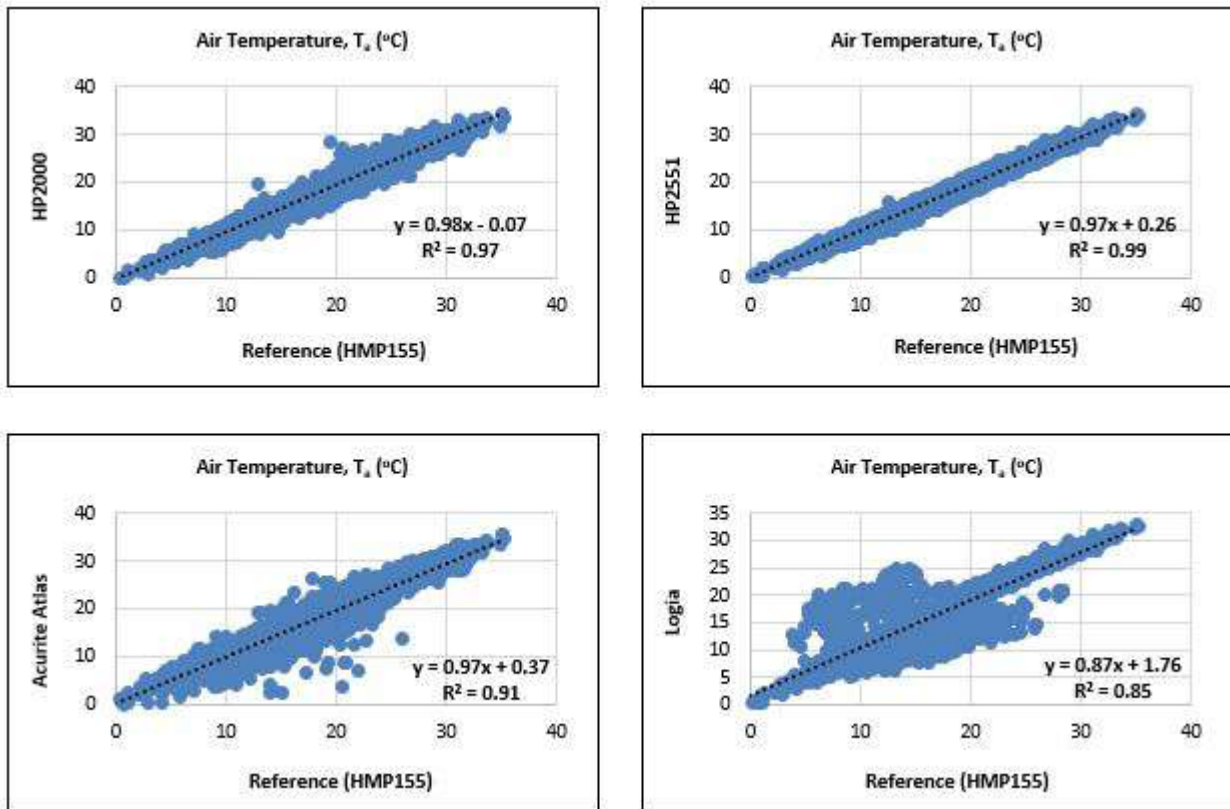 Air Temperature, Tₐ (°C)
HP2000
40
30
20
10
0
y = 0.98x - 0.07
R² = 0.97
0 10 20 30 40
Reference (HMP155)
Air Temperature, Tₐ (°C)
HP2551
40
30
20
10
0
y = 0.97x + 0.26
R² = 0.99
0 10 20 30 40
Reference (HMP155)
Air Temperature, Tₐ (°C)
Acurite Atlas
40
30
20
10
0
y = 0.97x + 0.37
R² = 0.91
0 10 20 30 40
Reference (HMP155)
Air Temperature, Tₐ (°C)
Logia
35
30
25
20
15
10
5
0
y = 0.87x + 1.76
R² = 0.85
0 10 20 30 40
Reference (HMP155)